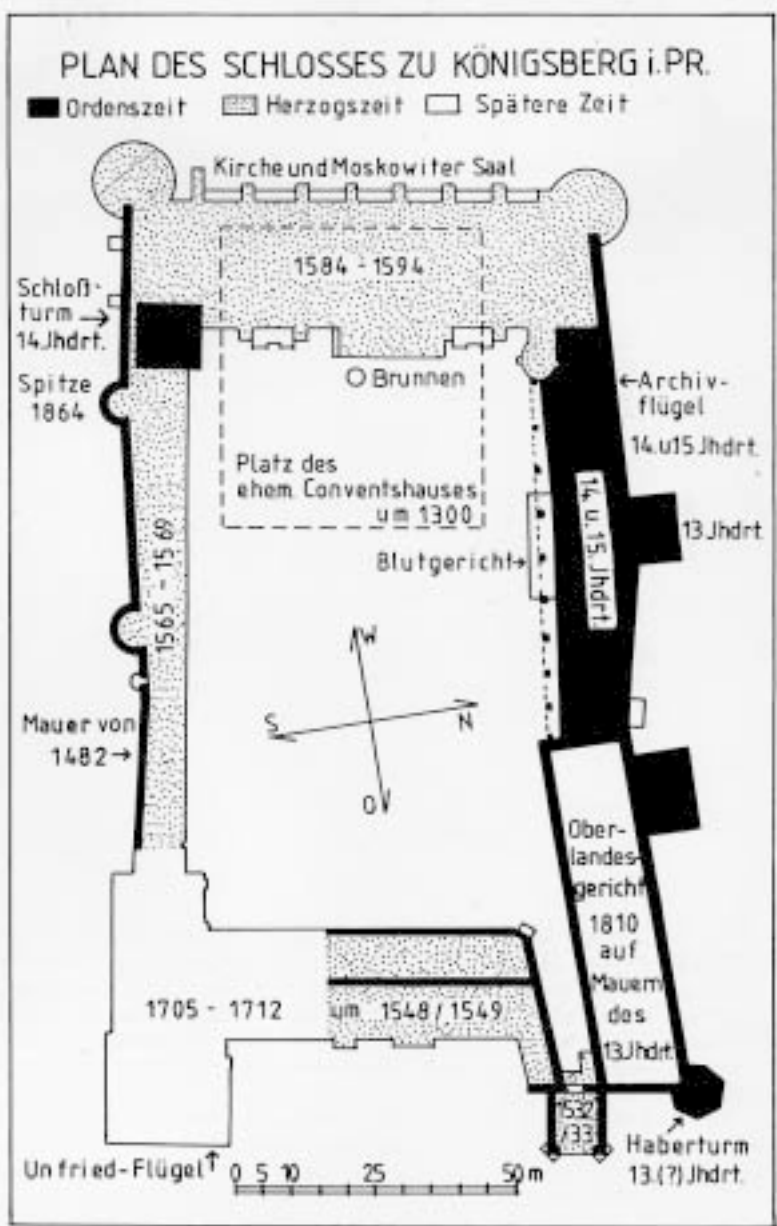 PLAN DES SCHLOSSES ZU KÖNIGSBERG i.PR.
Ordenszeit Herzogszeit Spätere Zeit
Kirche und Moskowiter Saal
1584 - 1594
Schloß-
turm →
14.Jhdrt.
Spitze
1864
Brunnen
←Archiv-
flügel
14.u15.Jhdrt.
Platz des
ehem. Conventshauses
um 1300
14. u. 15. Jhdrt.
13 Jhdrt.
Blutgericht→
1565 - 1569
W
S
N
O
Mauer von
1482 →
Ober-
landes-
gericht
1810
auf
Mauern
des
13.Jhdrt.
1705 - 1712
um 1548 / 1549
1532
/33
Unfried-Flügel↑
0 5 10 25 50 m
Haberturm
13.(?) Jhdrt.